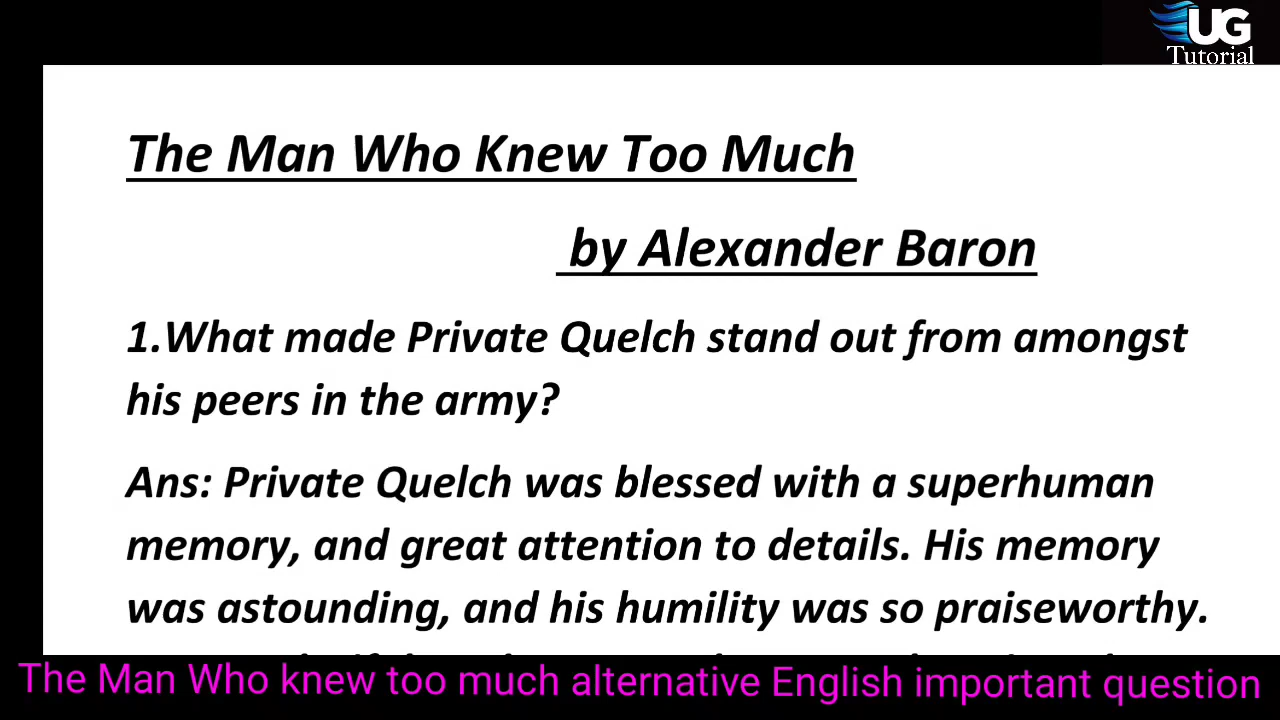 UG
Tutorial
The Man Who Knew Too Much
by Alexander Baron
1.What made Private Quelch stand out from amongst
his peers in the army?
Ans: Private Quelch was blessed with a superhuman
memory, and great attention to details. His memory
was astounding, and his humility was so praiseworthy.
The Man Who knew too much alternative English important question